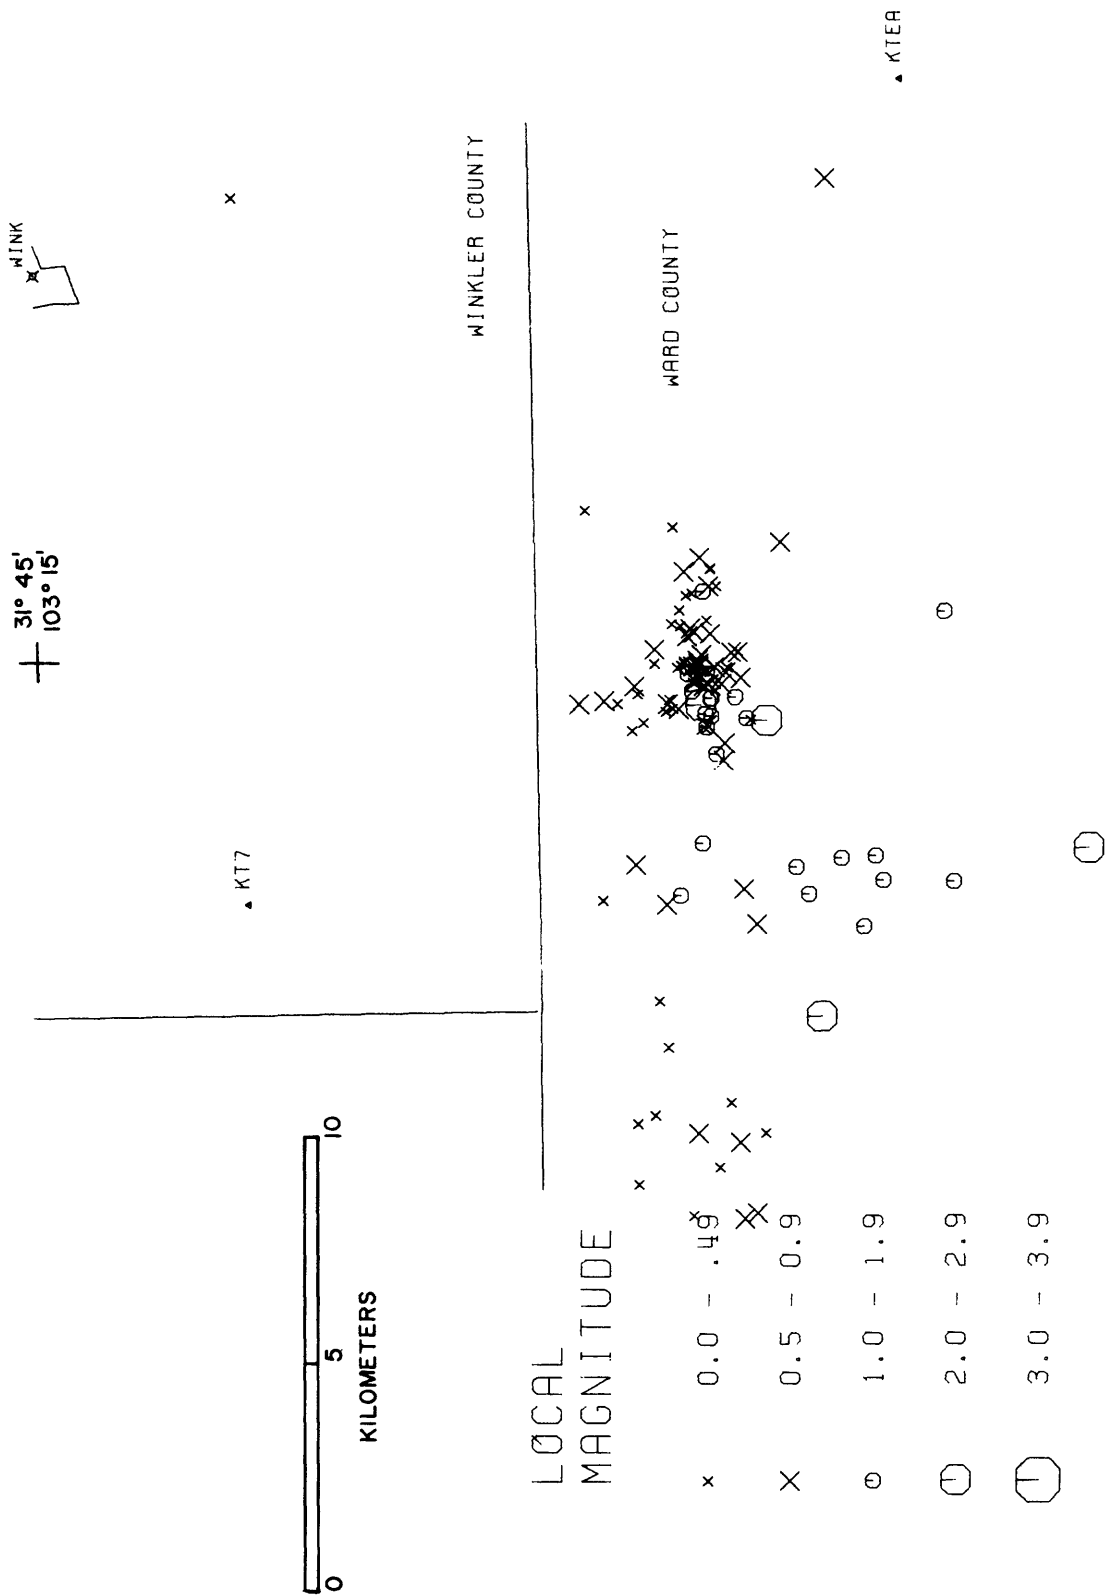 WINK
31° 45'
103° 15'
KT7
WINKLER COUNTY
WARD COUNTY
KTEA
0 5 10
KILOMETERS
LØCAL
MAGNITUDE
0.0 - .49
0.5 - 0.9
1.0 - 1.9
2.0 - 2.9
3.0 - 3.9